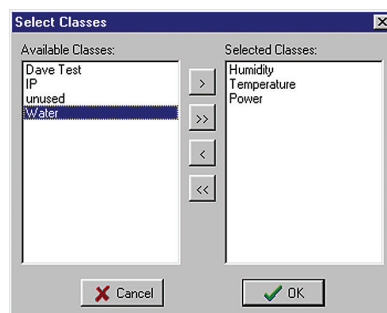 Select Classes
Available Classes:
Dave Test
IP
unused
Water
>
>>
<
<<
Selected Classes:
Humidity
Temperature
Power
Cancel
OK